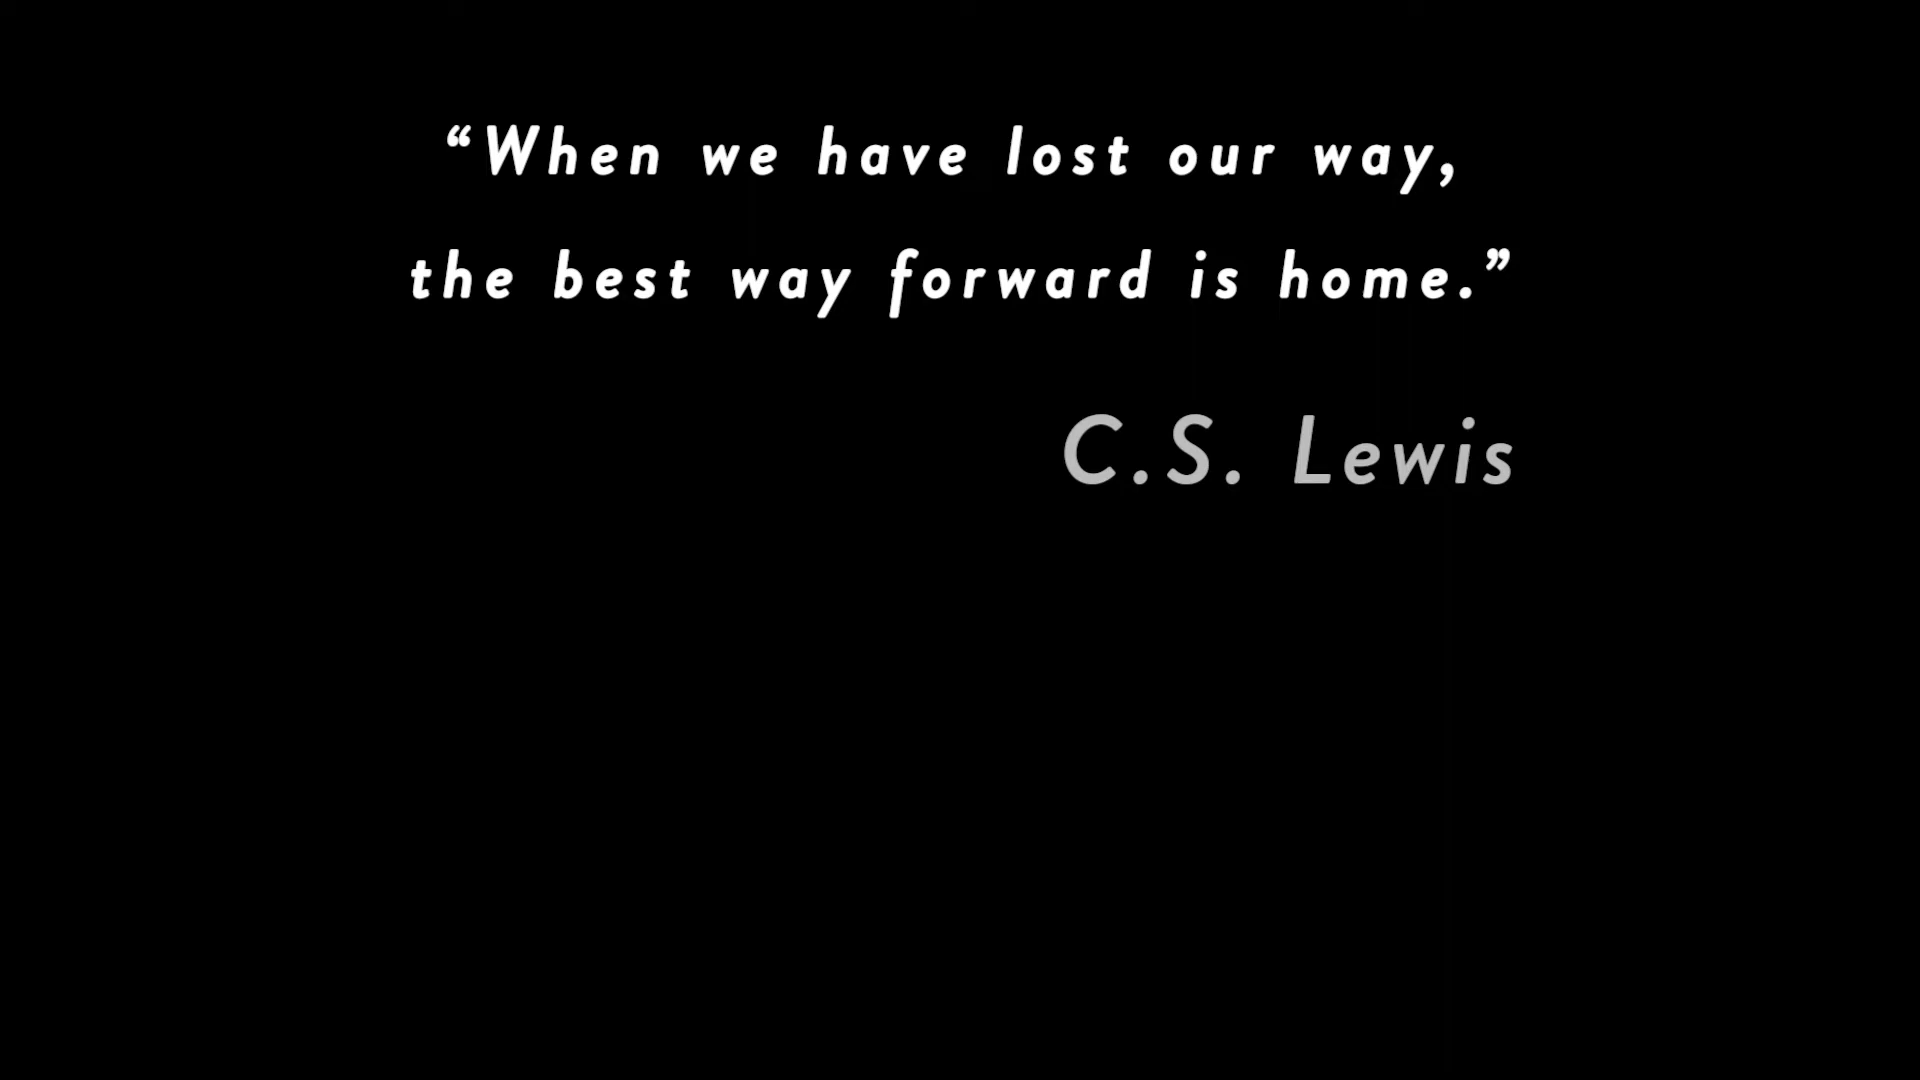 “When we have lost our way,
the best way forward is home.”
C.S. Lewis